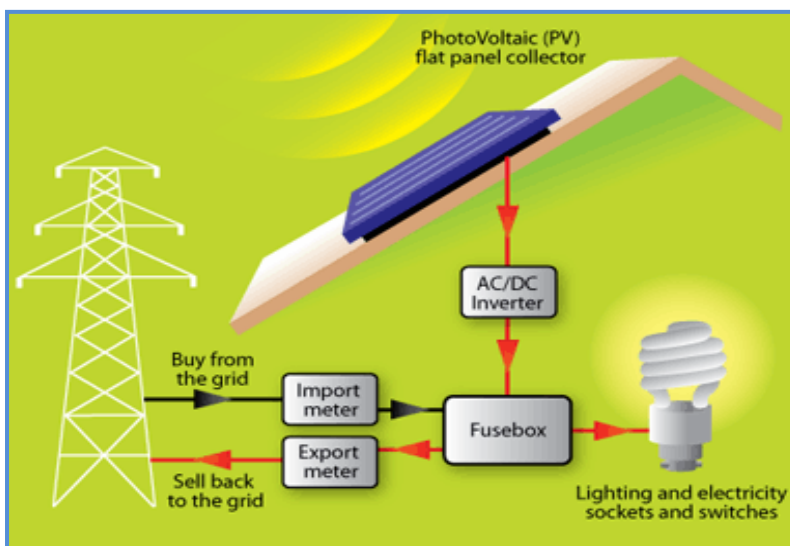 PhotoVoltaic (PV)
flat panel collector
AC/DC
Inverter
Buy from
the grid
Import
meter
Fusebox
Export
meter
Sell back
to the grid
Lighting and electricity
sockets and switches